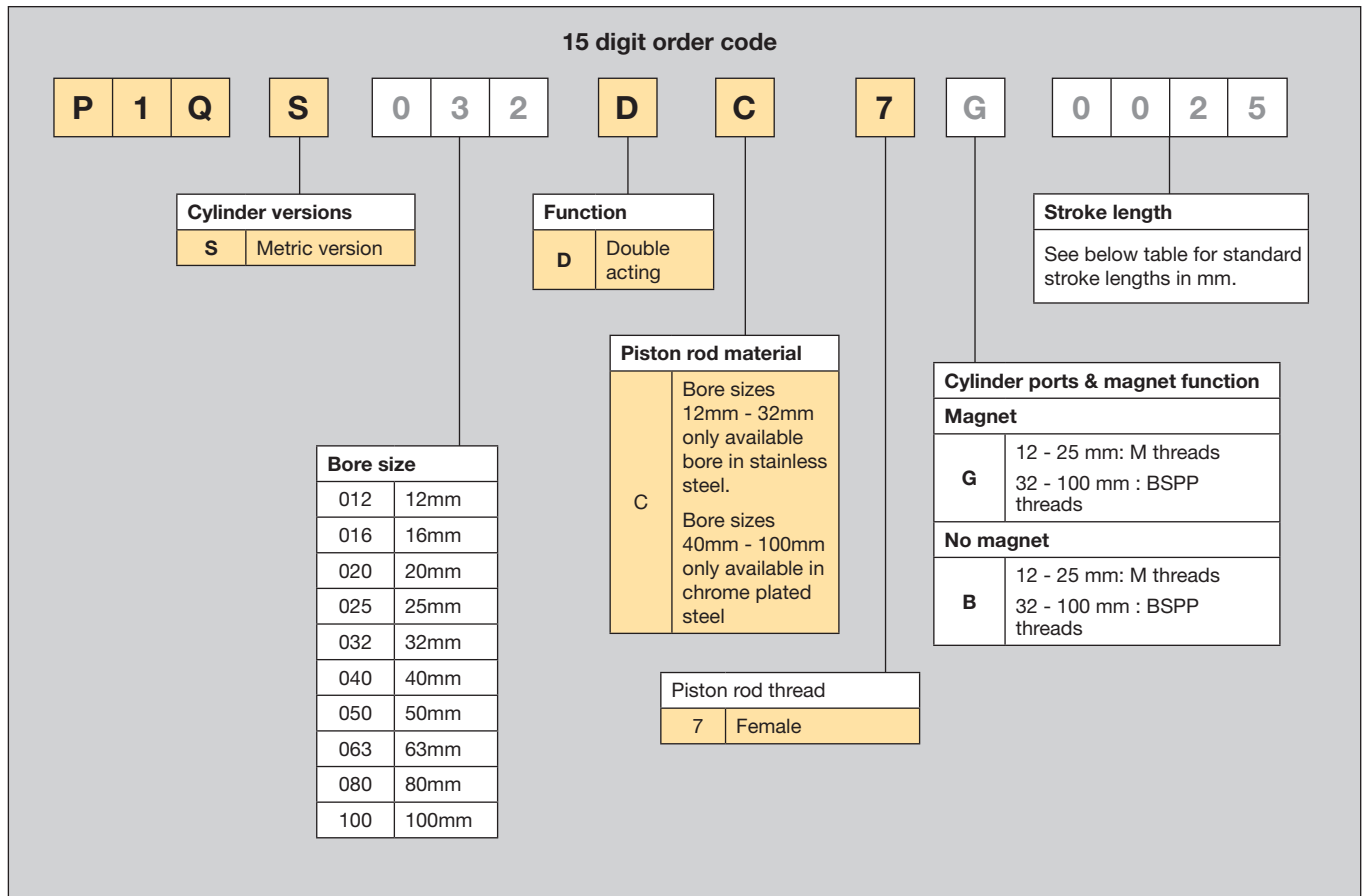 15 digit order code
P 1 Q S 0 3 2 D C 7 G 0 0 2 5
Cylinder versions
S Metric version
Function
D Double
acting
Stroke length
See below table for standard
stroke lengths in mm.
Piston rod material
C
Bore sizes
12mm - 32mm
only available
bore in stainless
steel.
Bore sizes
40mm - 100mm
only available in
chrome plated
steel
Cylinder ports & magnet function
Magnet
G
12 - 25 mm: M threads
32 - 100 mm : BSPP
threads
No magnet
B
12 - 25 mm: M threads
32 - 100 mm : BSPP
threads
Bore size
012 12mm
016 16mm
020 20mm
025 25mm
032 32mm
040 40mm
050 50mm
063 63mm
080 80mm
100 100mm
Piston rod thread
7 Female